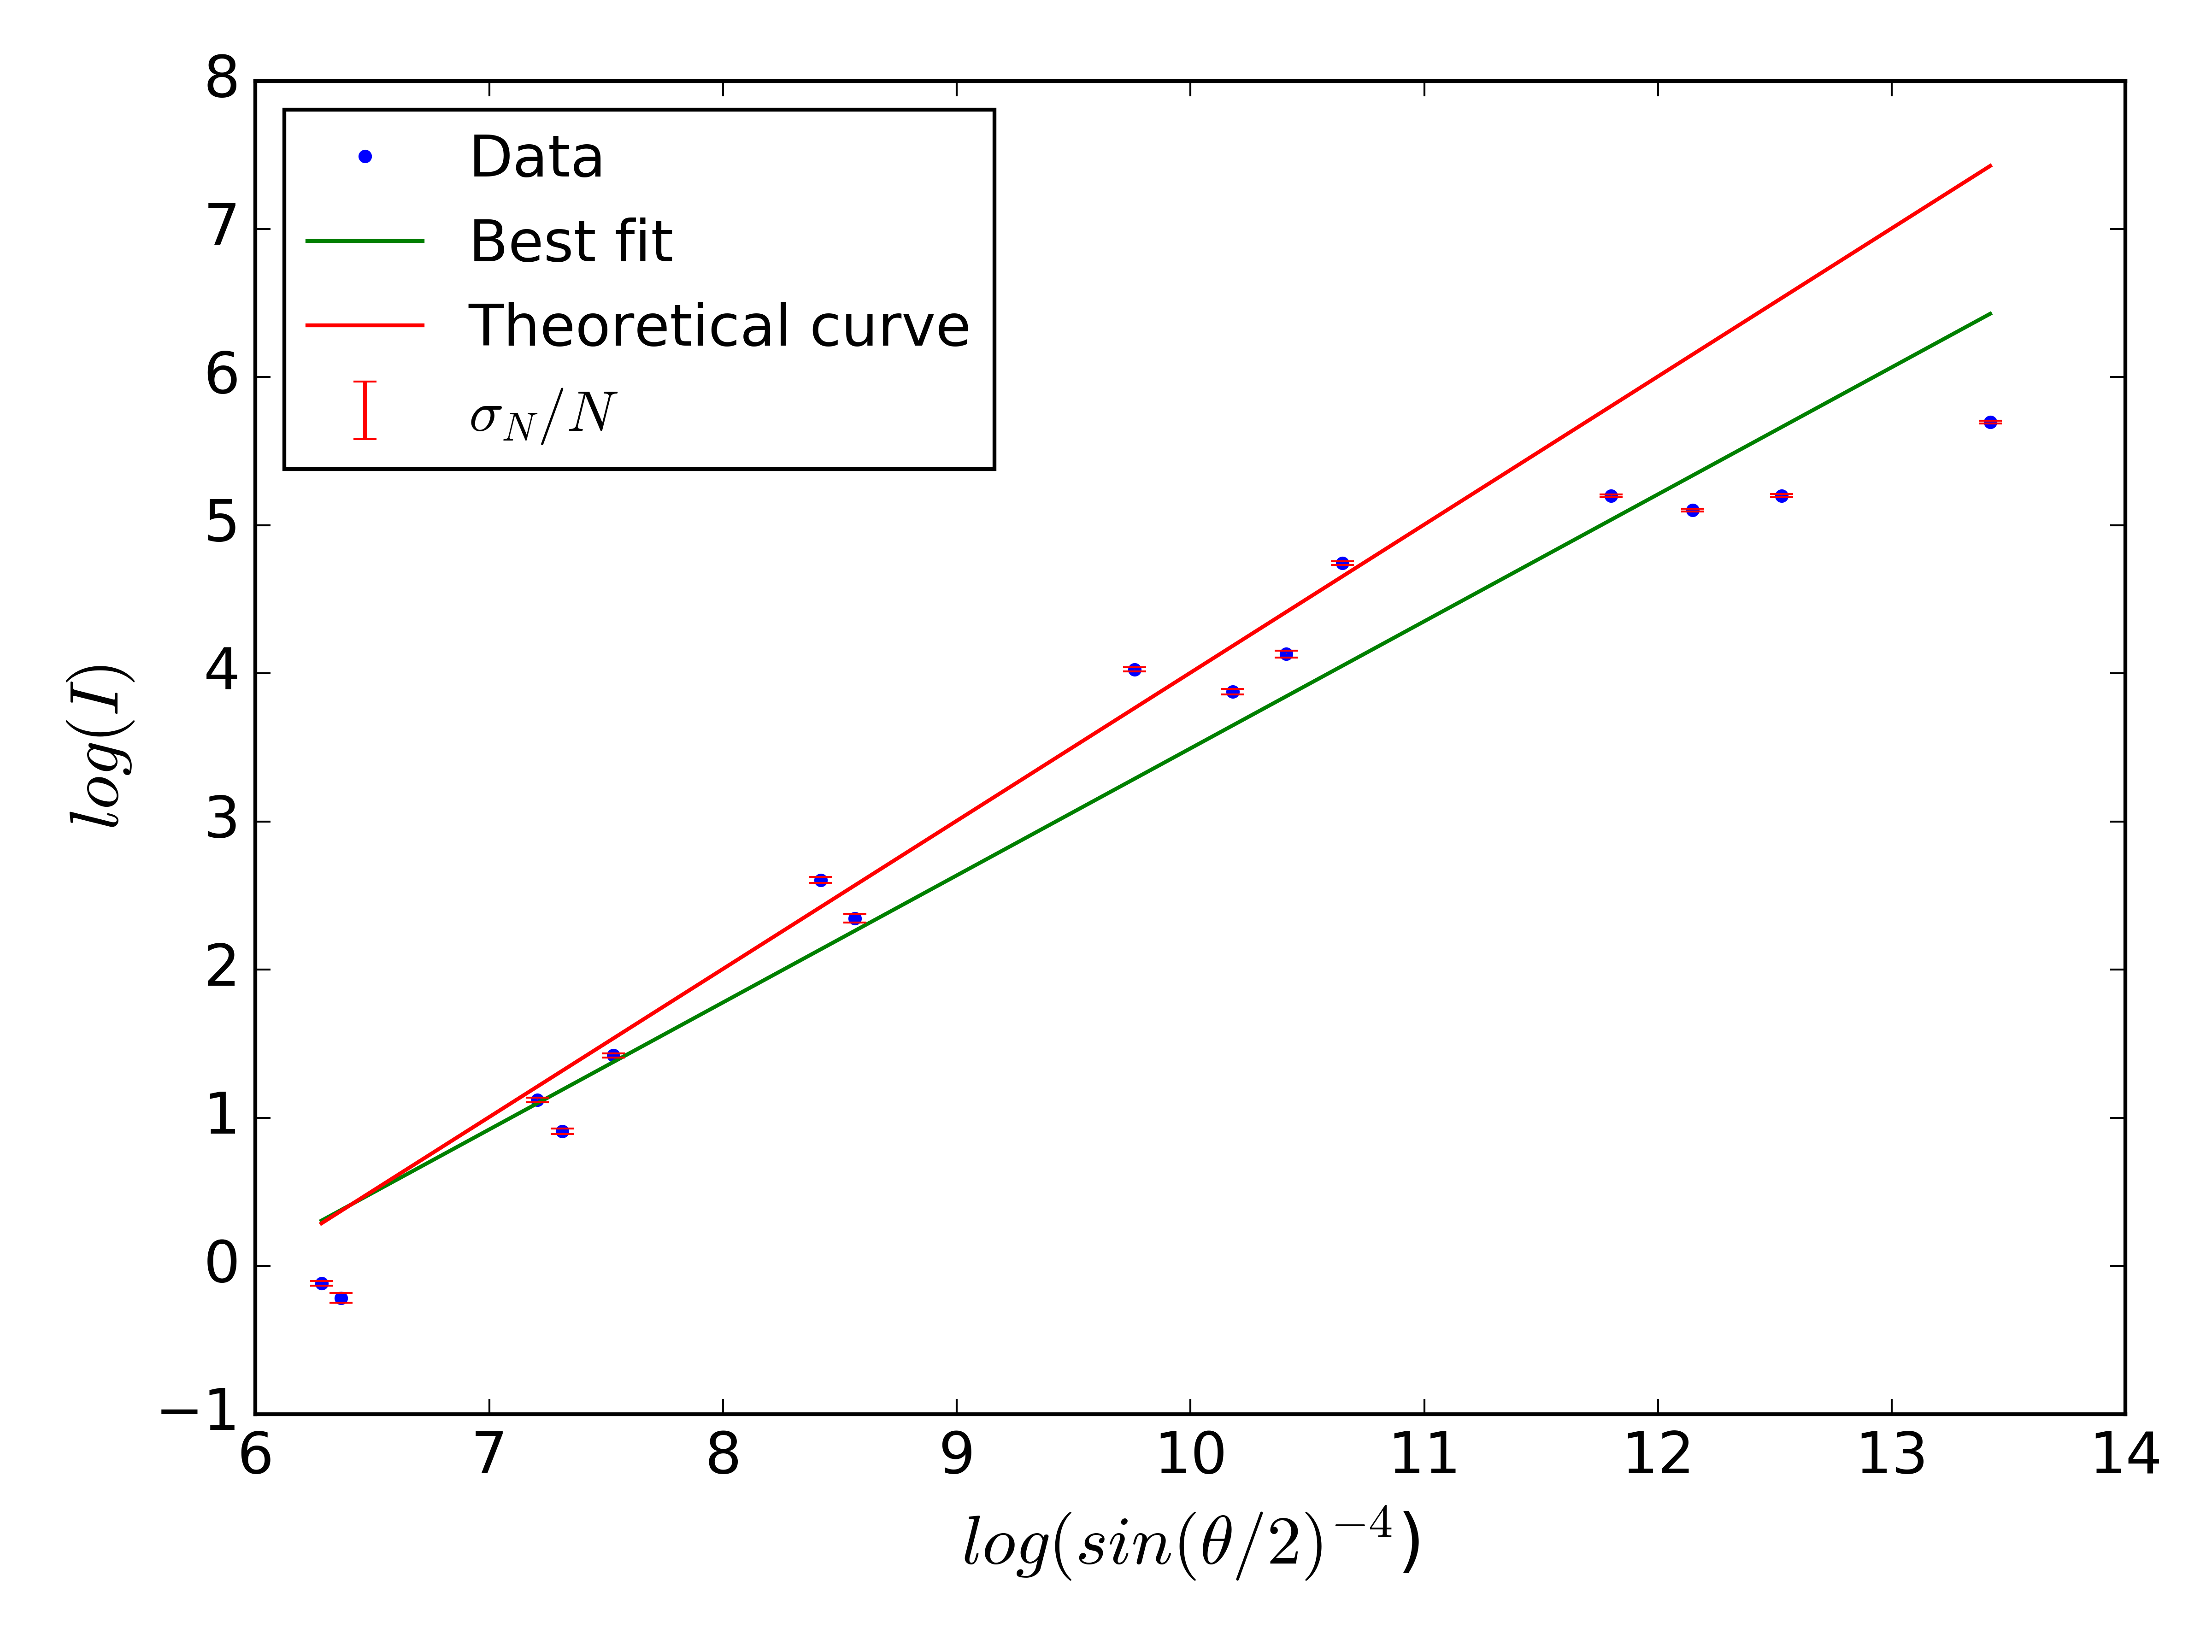 8
7
6
5
4
3
2
1
0
−1
Data
Best fit
Theoretical curve
σ_N/N
log(I)
6 7 8 9 10 11 12 13 14
log(sin(θ/2)^{−4})